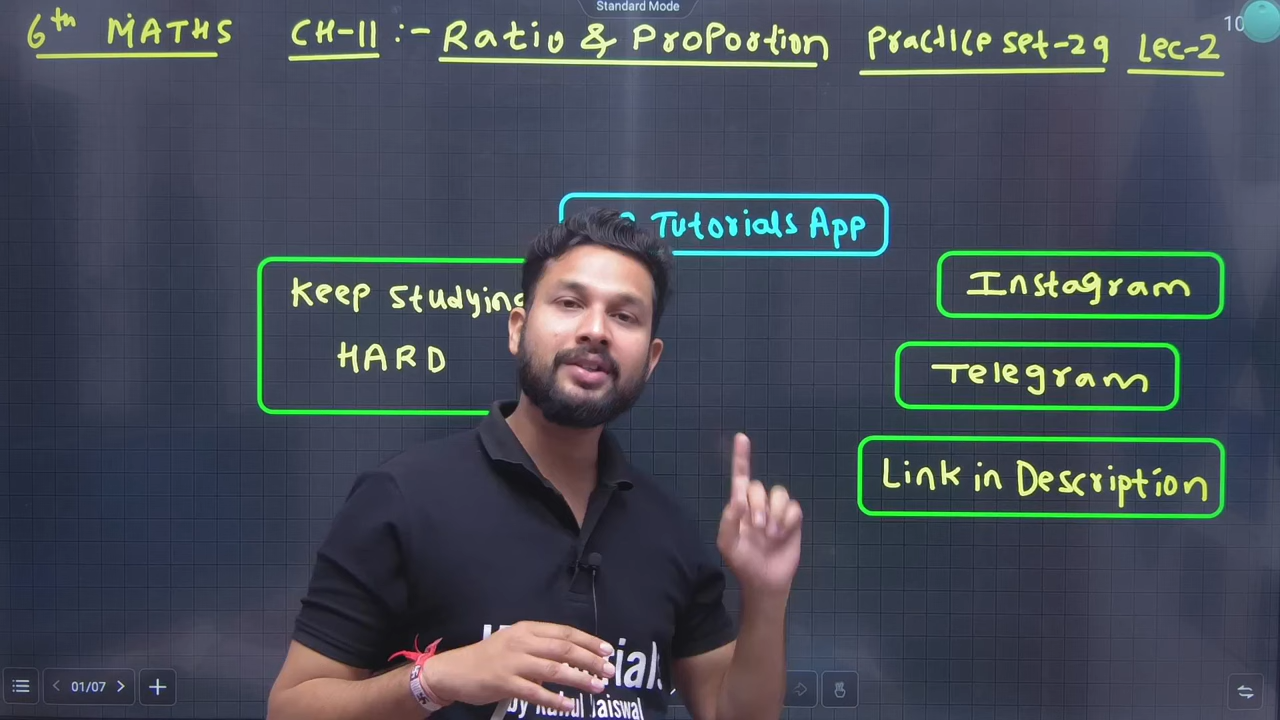 Standard Mode
6th MATHS CH-11 :- Ratio & Proportion Practice set-29 Lec-2
10
Tutorials App
Keep Studying
HARD
Instagram
Telegram
Link in Description
01/07
by Rahul Jaiswal